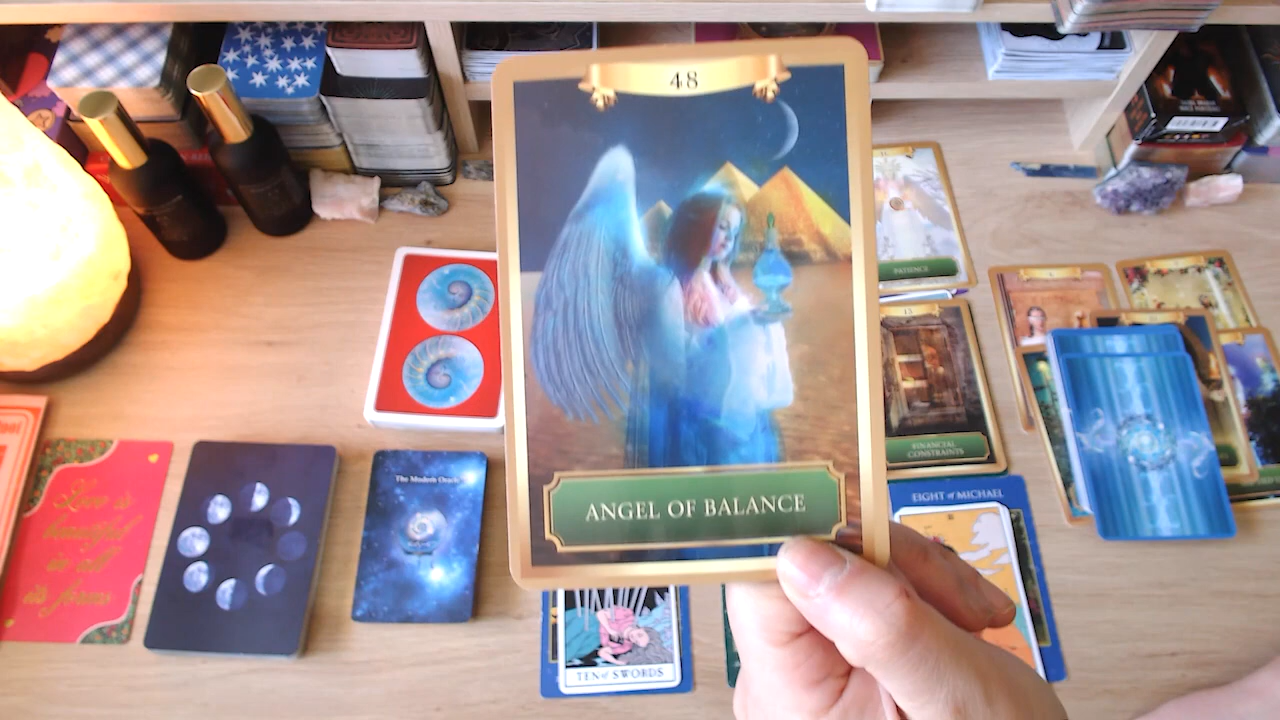 48
ANGEL OF BALANCE
PATIENCE
15
FINANCIAL
CONSTRAINTS
EIGHT of MICHAEL
The Modern Oracle
Love is
beautiful
in all
its forms
TEN of SWORDS